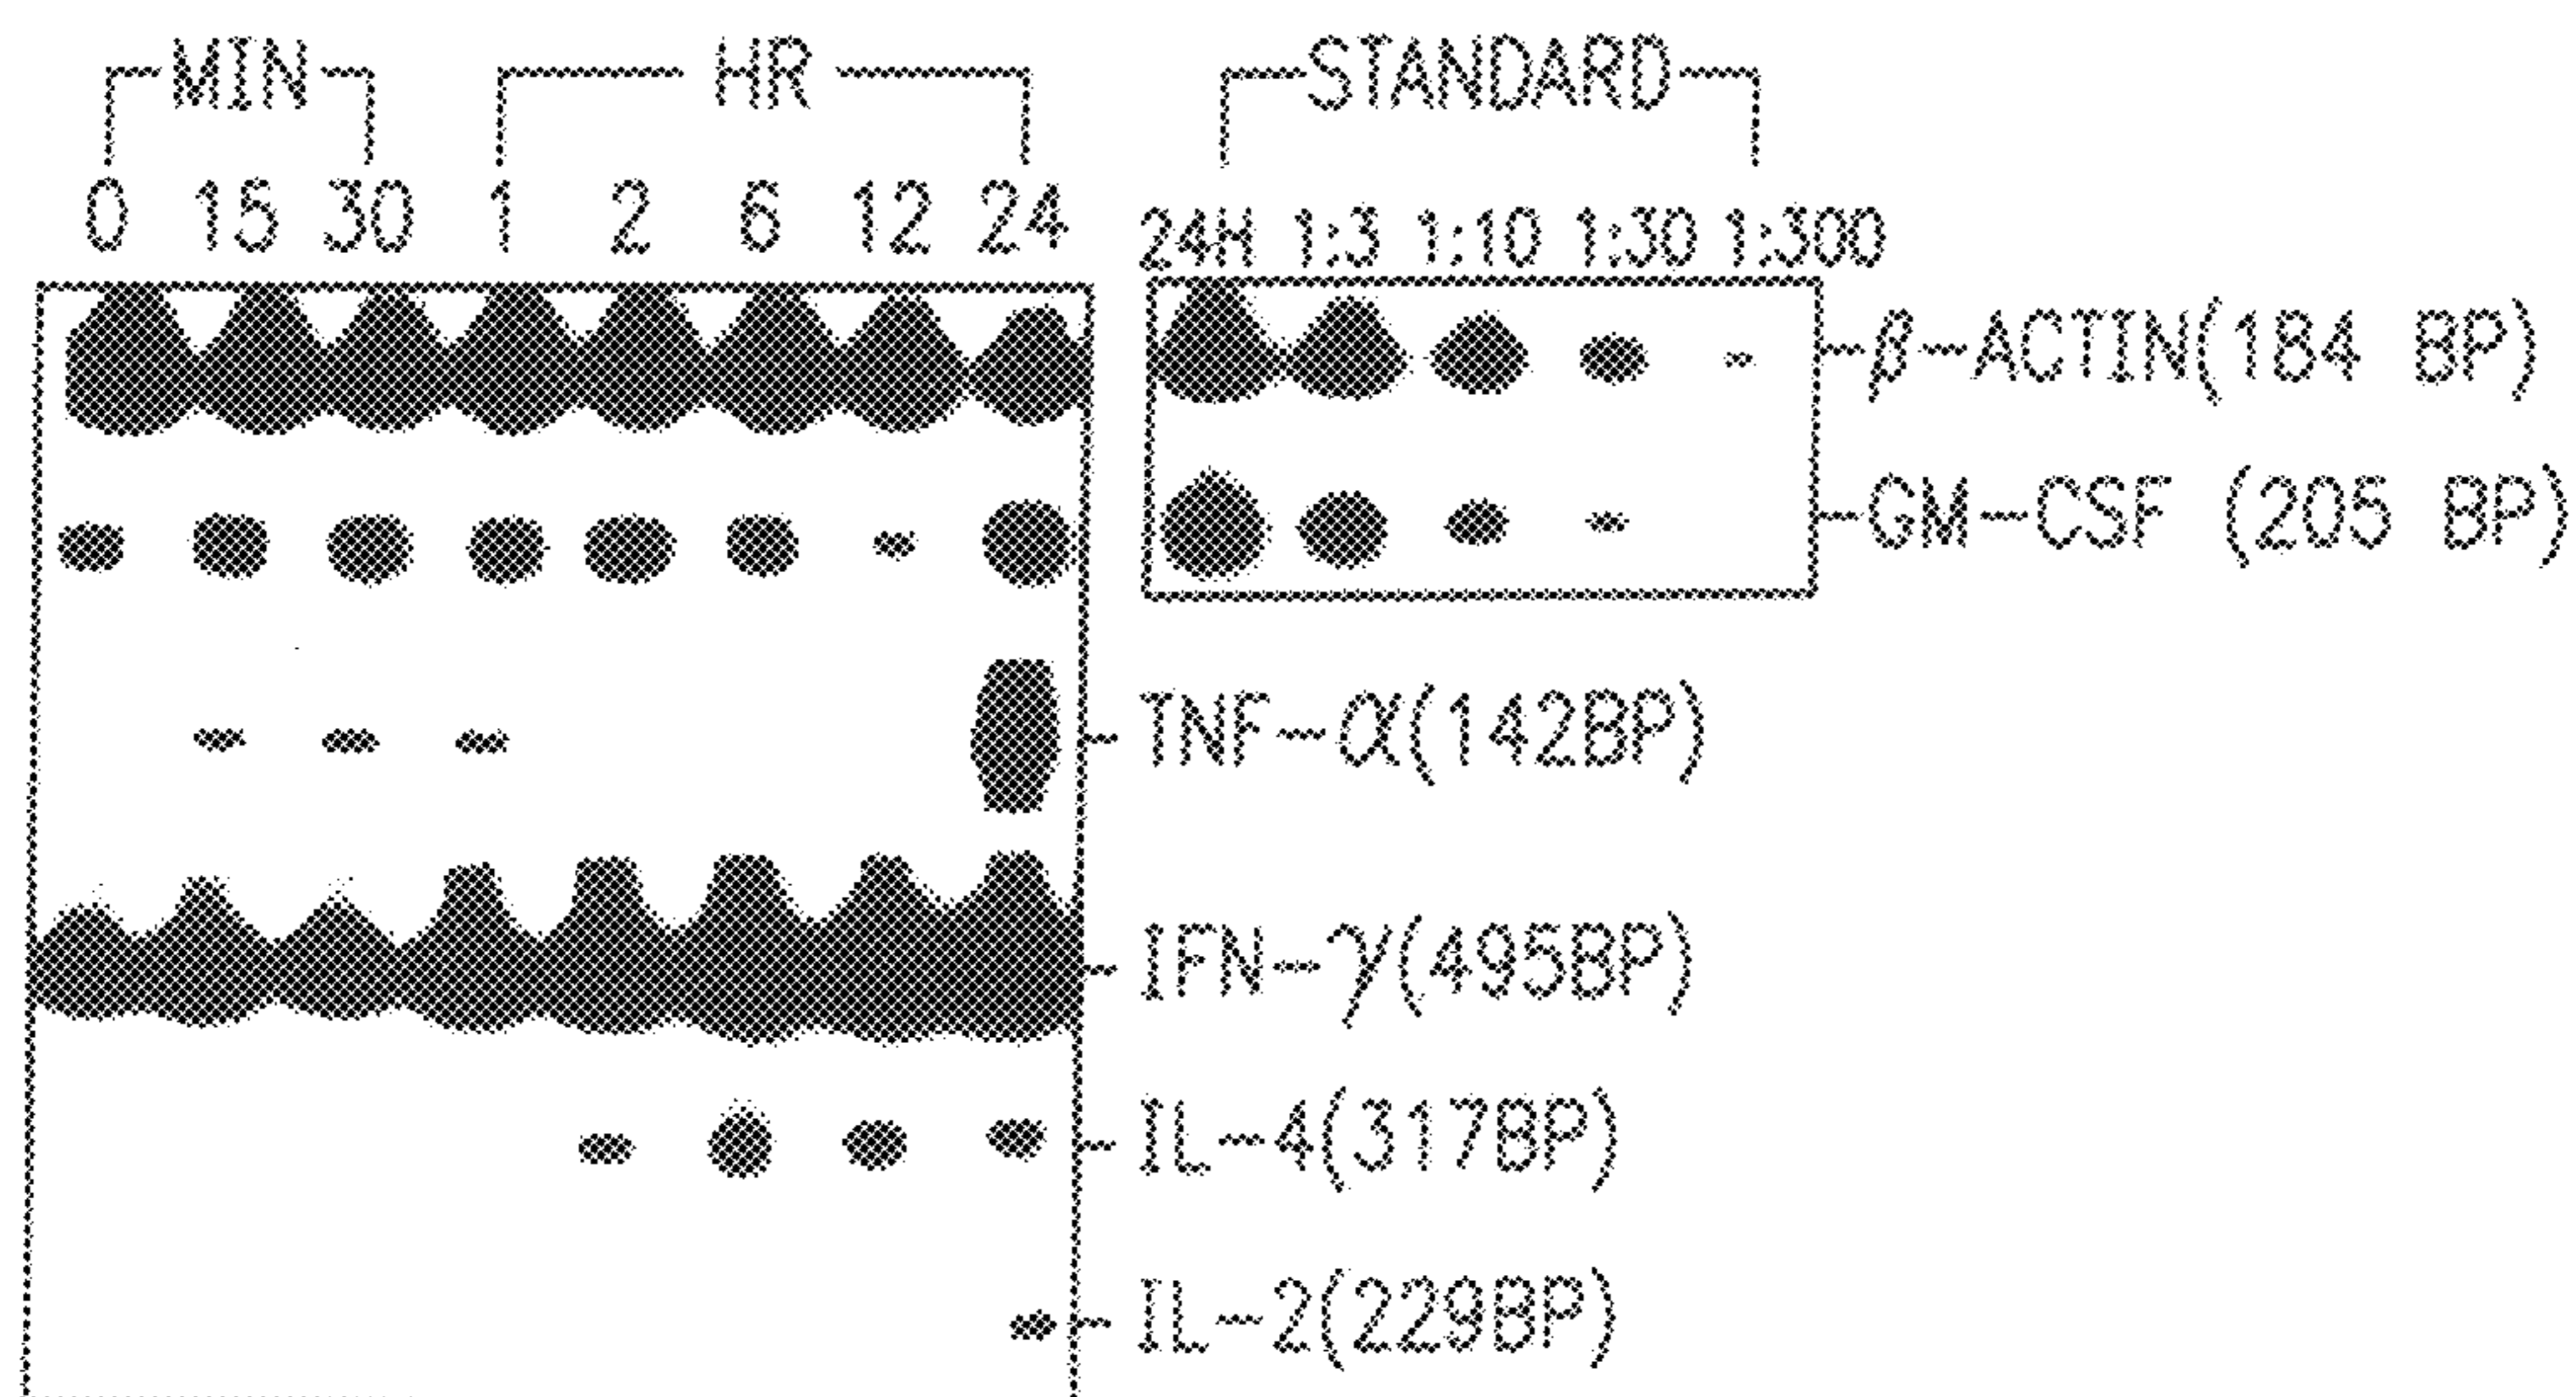 MIN HR STANDARD
0 15 30 1 2 6 12 24 24H 1:3 1:10 1:30 1:300
β-ACTIN(184 BP)
GM-CSF (205 BP)
TNF-α(142BP)
IFN-γ(495BP)
IL-4(317BP)
IL-2(229BP)